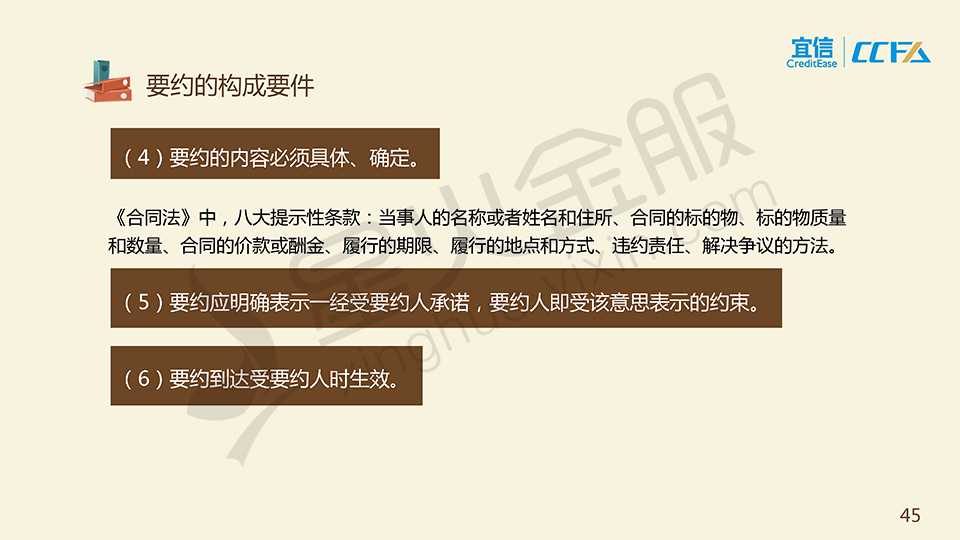 宜信
CreditEase
CCFA
要约的构成要件
（4）要约的内容必须具体、确定。
《合同法》中，八大提示性条款：当事人的名称或者姓名和住所、合同的标的物、标的物质量
和数量、合同的价款或酬金、履行的期限、履行的地点和方式、违约责任、解决争议的方法。
（5）要约应明确表示一经受要约人承诺，要约人即受该意思表示的约束。
（6）要约到达受要约人时生效。
星火金服
xinghuo.yixin.com
45